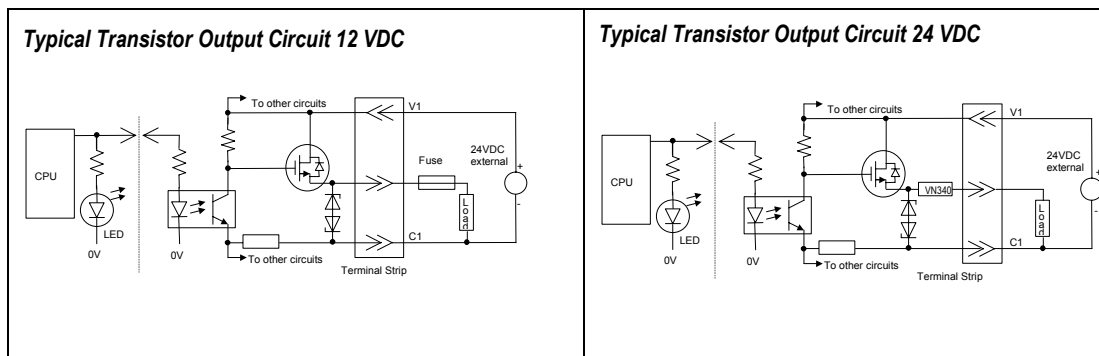 Typical Transistor Output Circuit 12 VDC
To other circuits
V1
CPU
Fuse
24VDC
external
+
-
Load
LED
0V
0V
C1
To other circuits
Terminal Strip
Typical Transistor Output Circuit 24 VDC
To other circuits
V1
CPU
24VDC
external
+
-
VN340
Load
LED
0V
0V
C1
To other circuits
Terminal Strip